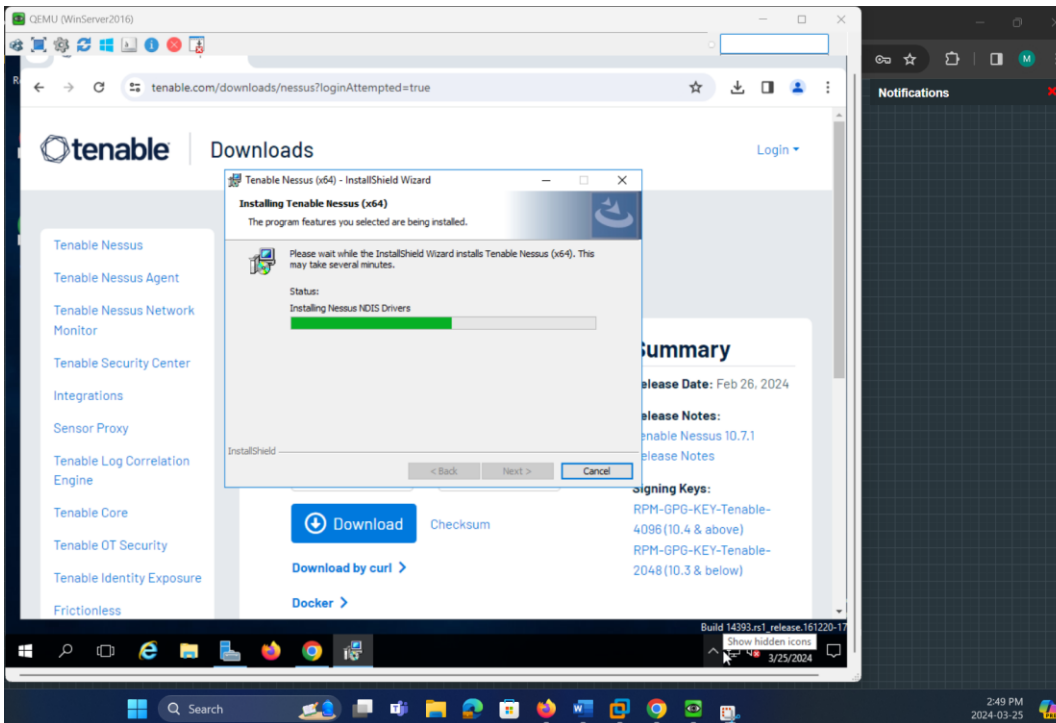 QEMU (WinServer2016)
tenable.com/downloads/nessus?loginAttempted=true
M
Notifications
tenable
Downloads
Login
Tenable Nessus (x64) - InstallShield Wizard
Installing Tenable Nessus (x64)
The program features you selected are being installed.
Please wait while the InstallShield Wizard installs Tenable Nessus (x64). This
may take several minutes.
Status:
Installing Nessus NDIS Drivers
InstallShield
< Back
Next >
Cancel
Tenable Nessus
Tenable Nessus Agent
Tenable Nessus Network
Monitor
Tenable Security Center
Integrations
Sensor Proxy
Tenable Log Correlation
Engine
Tenable Core
Tenable OT Security
Tenable Identity Exposure
Frictionless
Download
Checksum
Download by curl
Docker
Summary
elease Date: Feb 26, 2024
elease Notes:
enable Nessus 10.7.1
elease Notes
Signing Keys:
RPM-GPG-KEY-Tenable-
4096 (10.4 & above)
RPM-GPG-KEY-Tenable-
2048 (10.3 & below)
Build 14393.rs1_release.161220-17
Show hidden icons
3/25/2024
Search
2:49 PM
2024-03-25